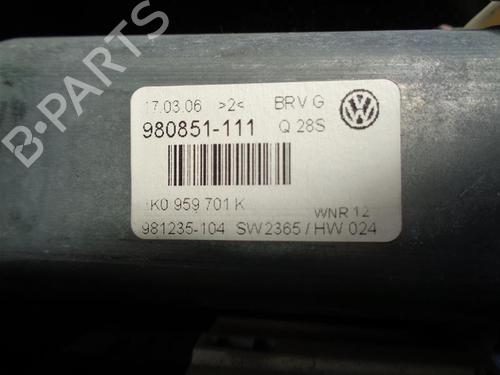 17.03.06 >2< BRV G
980851-111 Q 28S
1K0 959 701 K
WNR 12
981235-104 SW2365 / HW 024
B-PARTS